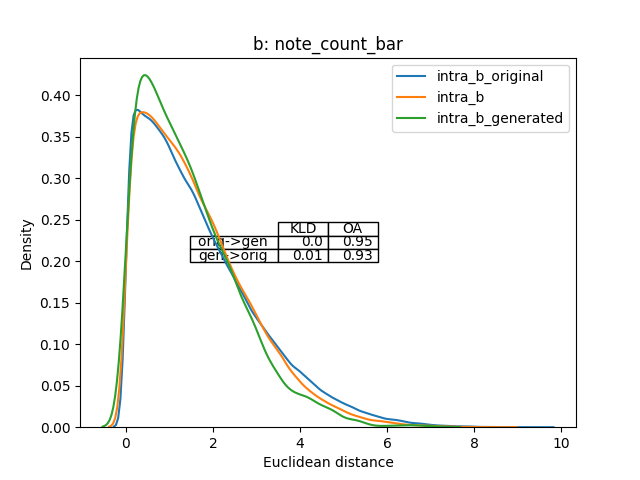 b: note_count_bar
intra_b_original
intra_b
intra_b_generated
0.40
0.35
0.30
0.25
0.20
0.15
0.10
0.05
0.00
Density
KLD OA
orig->gen 0.0 0.95
gen->orig 0.01 0.93
0 2 4 6 8 10
Euclidean distance